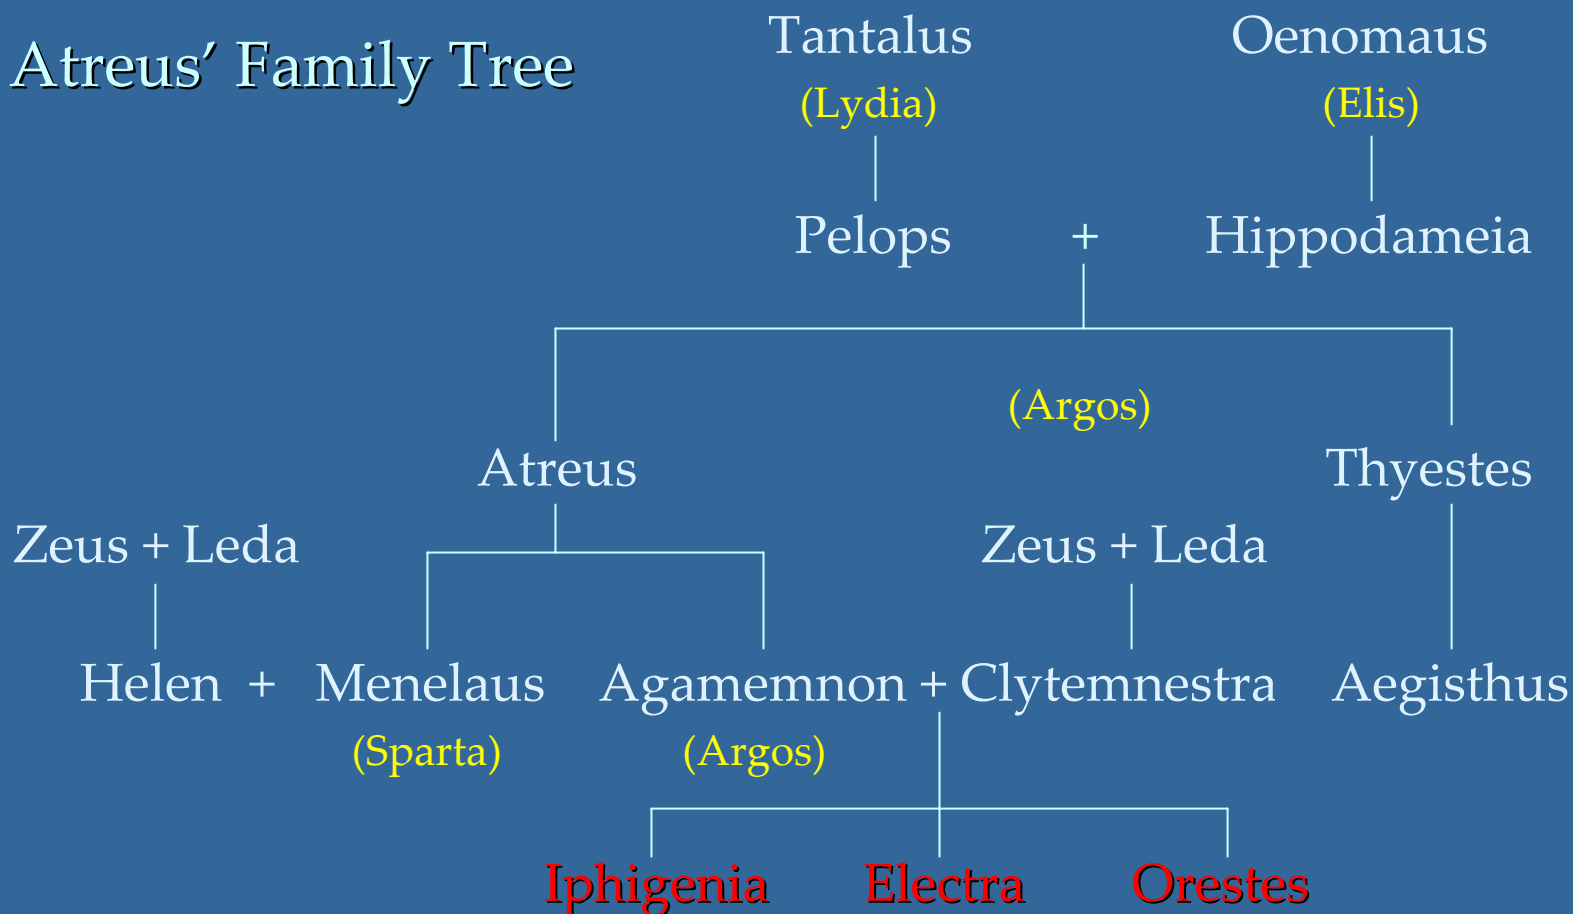 Atreus’ Family Tree
Tantalus Oenomaus
(Lydia) (Elis)
Pelops + Hippodameia
(Argos)
Atreus Thyestes
Zeus + Leda Zeus + Leda
Helen + Menelaus Agamemnon + Clytemnestra Aegisthus
(Sparta) (Argos)
Iphigenia Electra Orestes